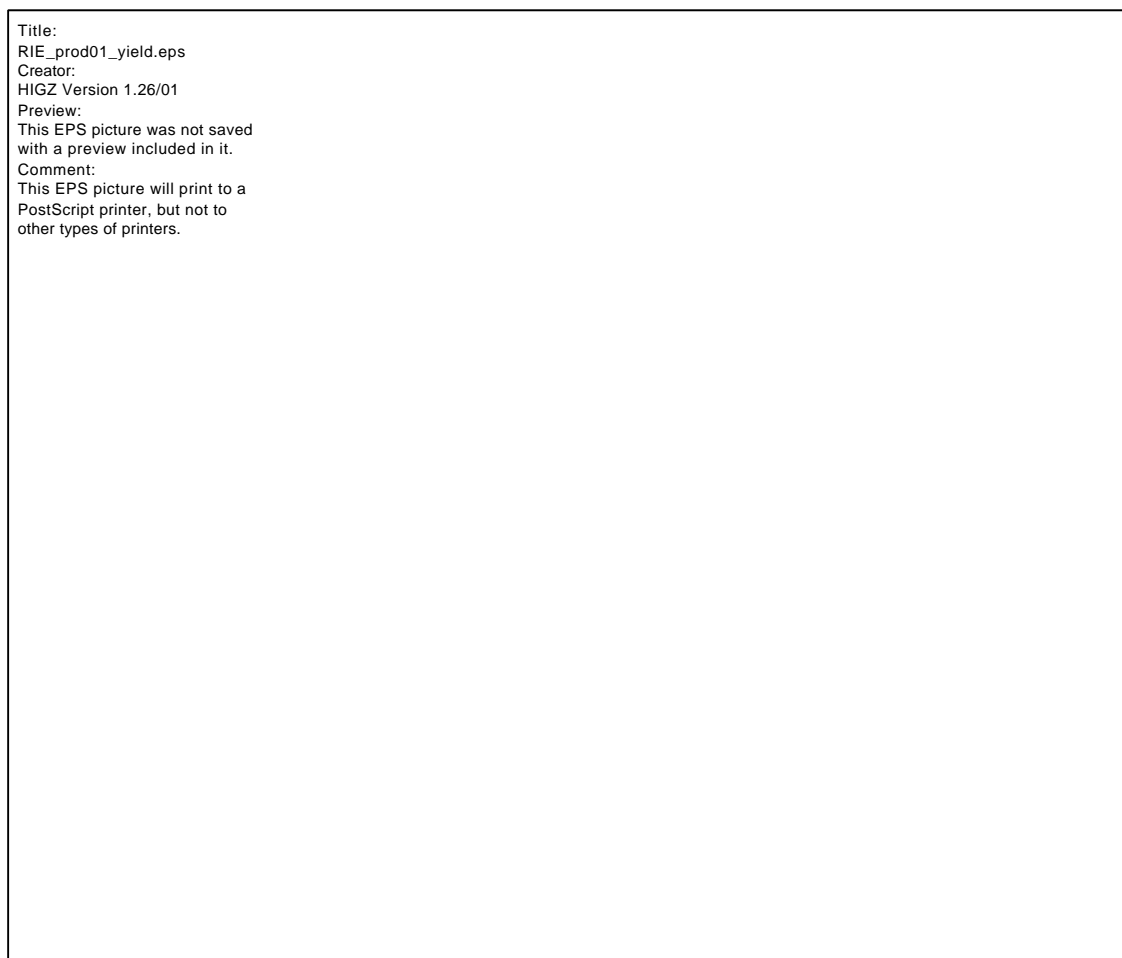 Title:
RIE_prod01_yield.eps
Creator:
HIGZ Version 1.26/01
Preview:
This EPS picture was not saved
with a preview included in it.
Comment:
This EPS picture will print to a
PostScript printer, but not to
other types of printers.